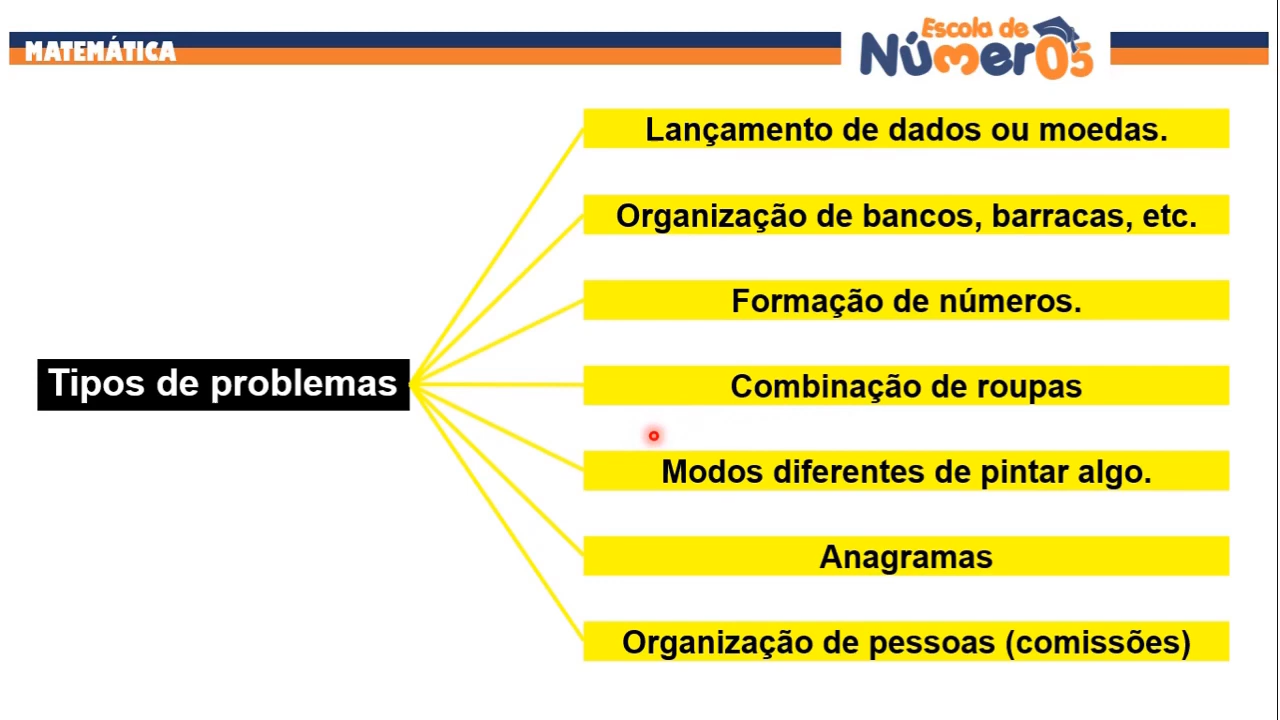 MATEMÁTICA
Escola de
NúmerO5
Lançamento de dados ou moedas.
Organização de bancos, barracas, etc.
Formação de números.
Tipos de problemas
Combinação de roupas
Modos diferentes de pintar algo.
Anagramas
Organização de pessoas (comissões)